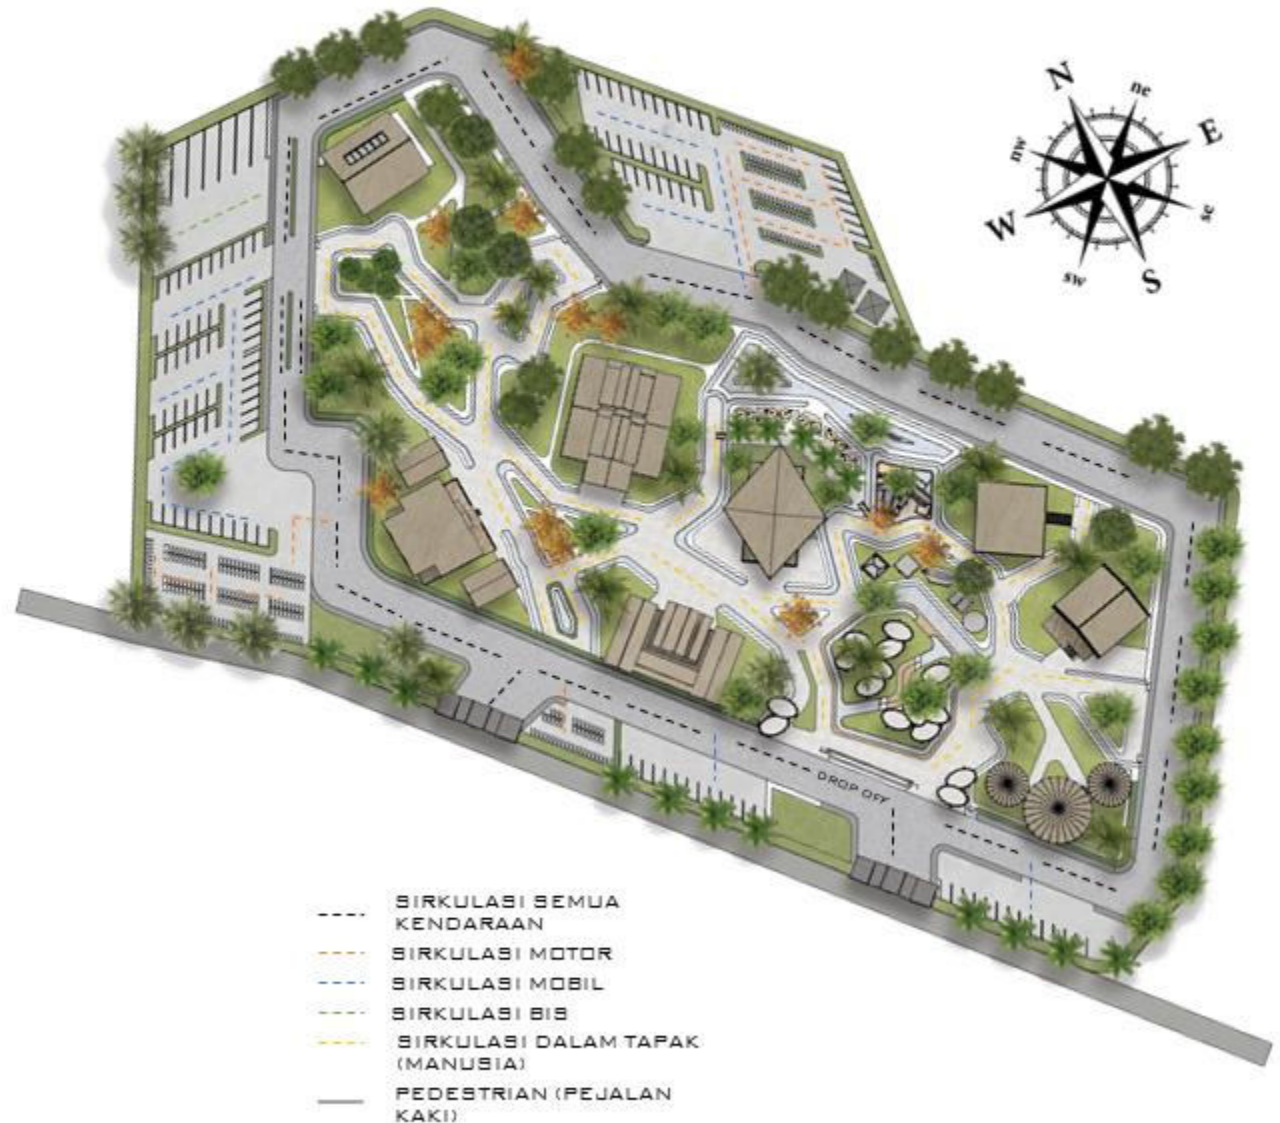 N
ne
E
nw
W
se
sw
S
DROP OFF
SIRKULASI SEMUA
KENDARAAN
SIRKULASI MOTOR
SIRKULASI MOBIL
SIRKULASI BIS
SIRKULASI DALAM TAPAK
(MANUSIA)
PEDESTRIAN (PEJALAN
KAKI)